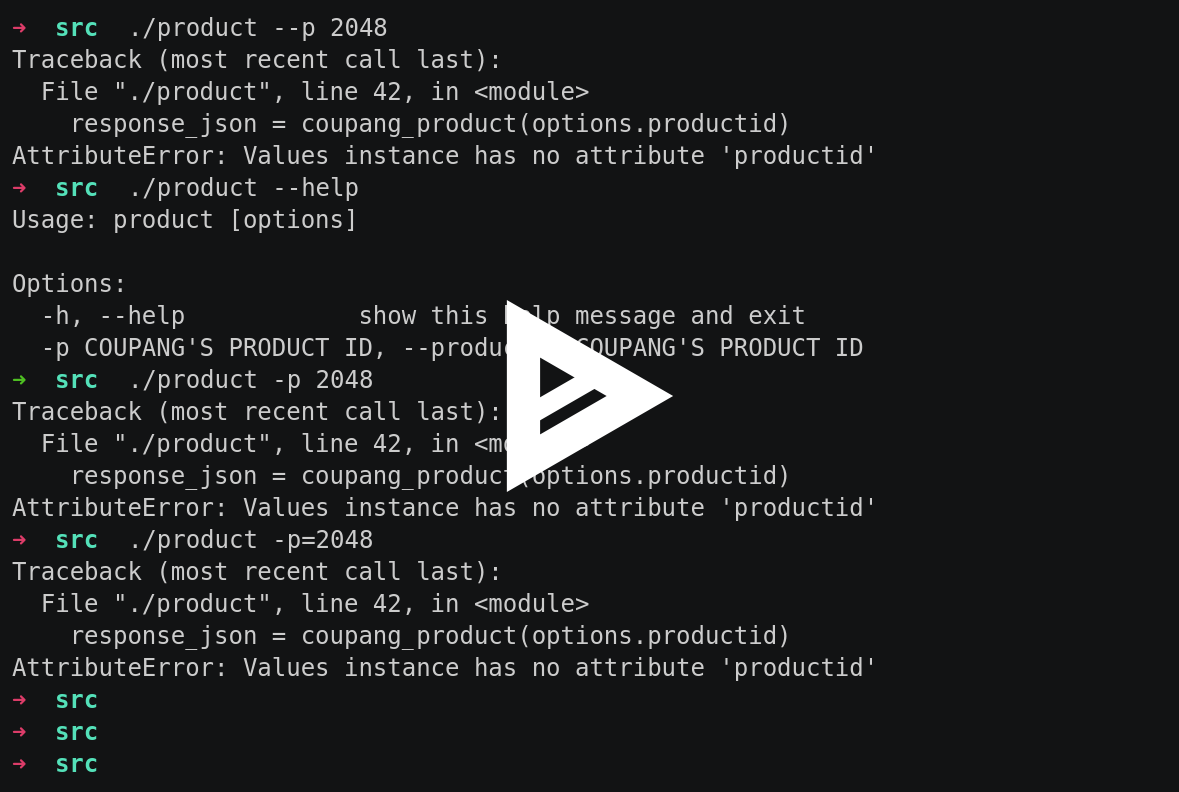 ➜  src  ./product --p 2048
Traceback (most recent call last):
  File "./product", line 42, in <module>
    response_json = coupang_product(options.productid)
AttributeError: Values instance has no attribute 'productid'
➜  src  ./product --help
Usage: product [options]

Options:
  -h, --help            show this help message and exit
  -p COUPANG'S PRODUCT ID, COUPANG'S PRODUCT ID
➜  src  ./product -p 2048
Traceback (most recent call last):
  File "./product", line 42, in
    response_json = coupang_product(options.productid)
AttributeError: Values instance has no attribute 'productid'
➜  src  ./product -p=2048
Traceback (most recent call last):
  File "./product", line 42, in <module>
    response_json = coupang_product(options.productid)
AttributeError: Values instance has no attribute 'productid'
➜  src
➜  src
➜  src